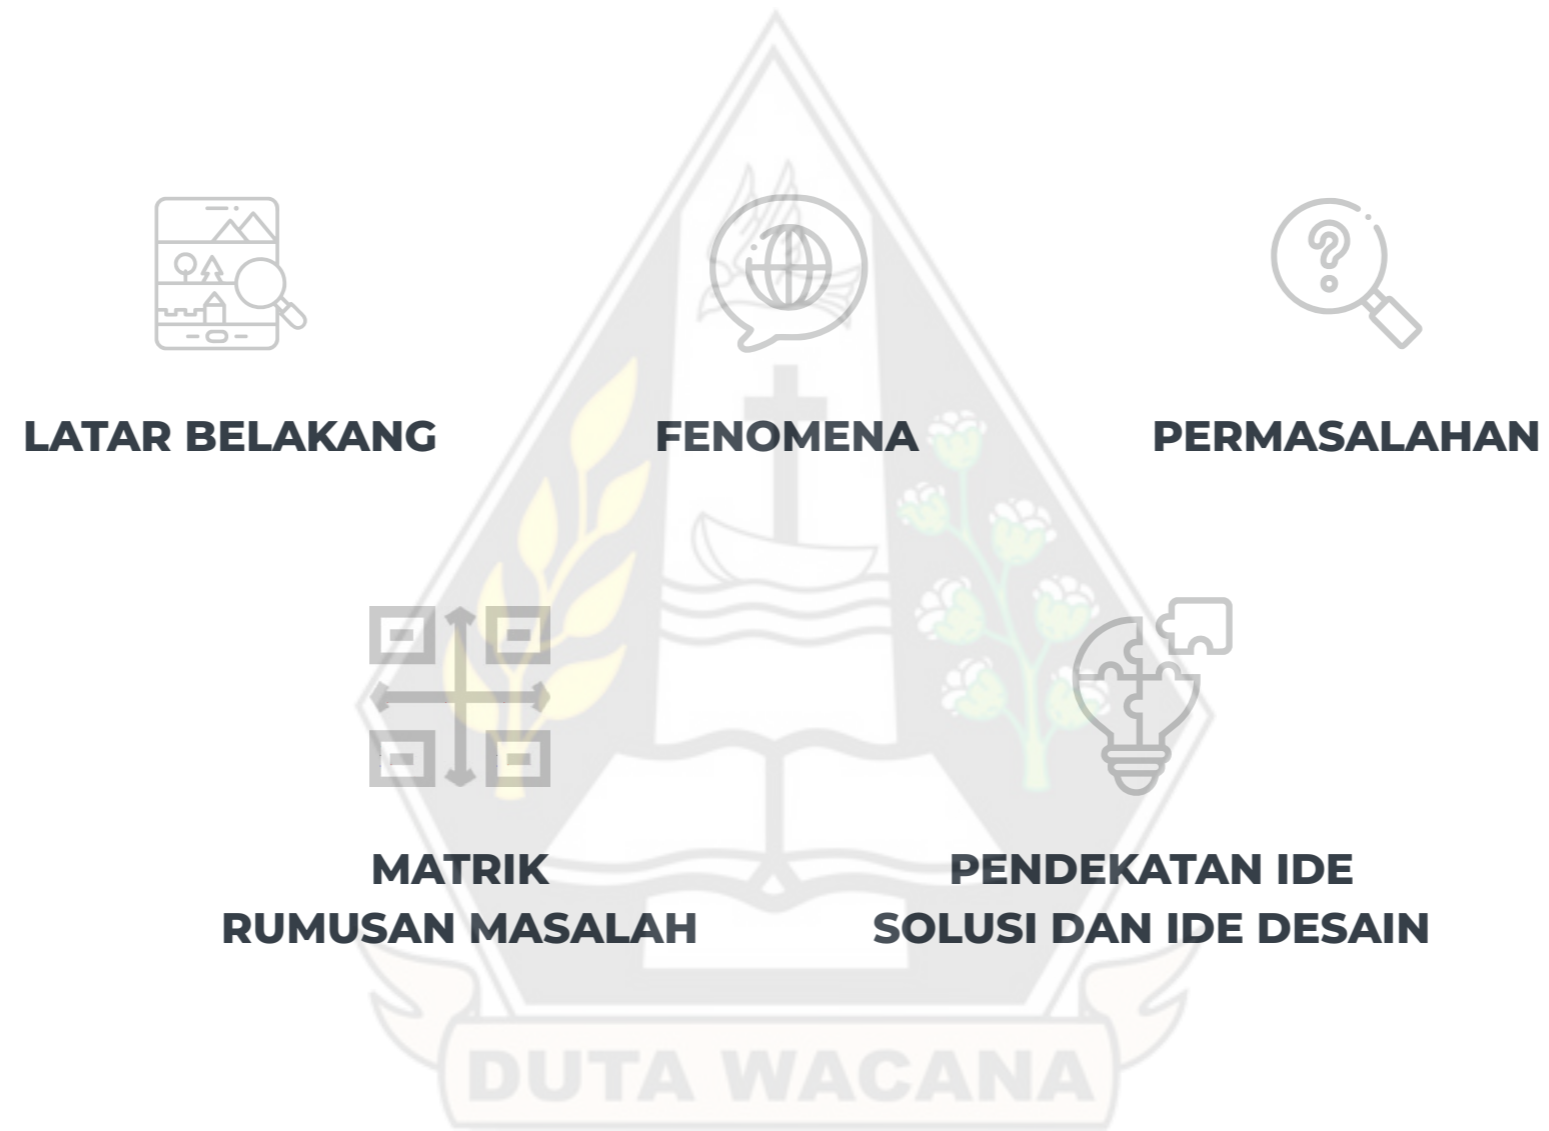 LATAR BELAKANG
FENOMENA
PERMASALAHAN
MATRIK
RUMUSAN MASALAH
PENDEKATAN IDE
SOLUSI DAN IDE DESAIN
DUTA WACANA